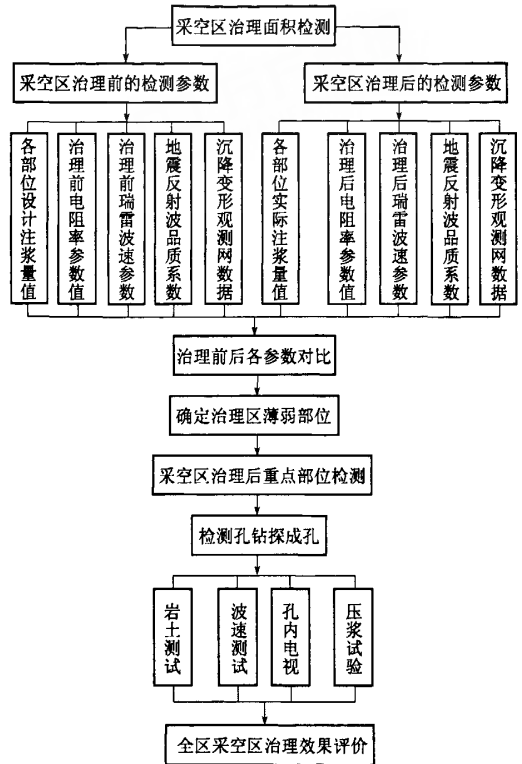 采空区治理面积检测
采空区治理前的检测参数
采空区治理后的检测参数
各部位设计注浆量值
治理前电阻率参数值
治理前瑞雷波速参数
地震反射波品质系数
沉降变形观测网数据
各部位实际注浆量值
治理后电阻率参数值
治理后瑞雷波速参数
地震反射波品质系数
沉降变形观测网数据
治理前后各参数对比
确定治理区薄弱部位
采空区治理后重点部位检测
检测孔钻探成孔
岩土测试
波速测试
孔内电视
压浆试验
全区采空区治理效果评价